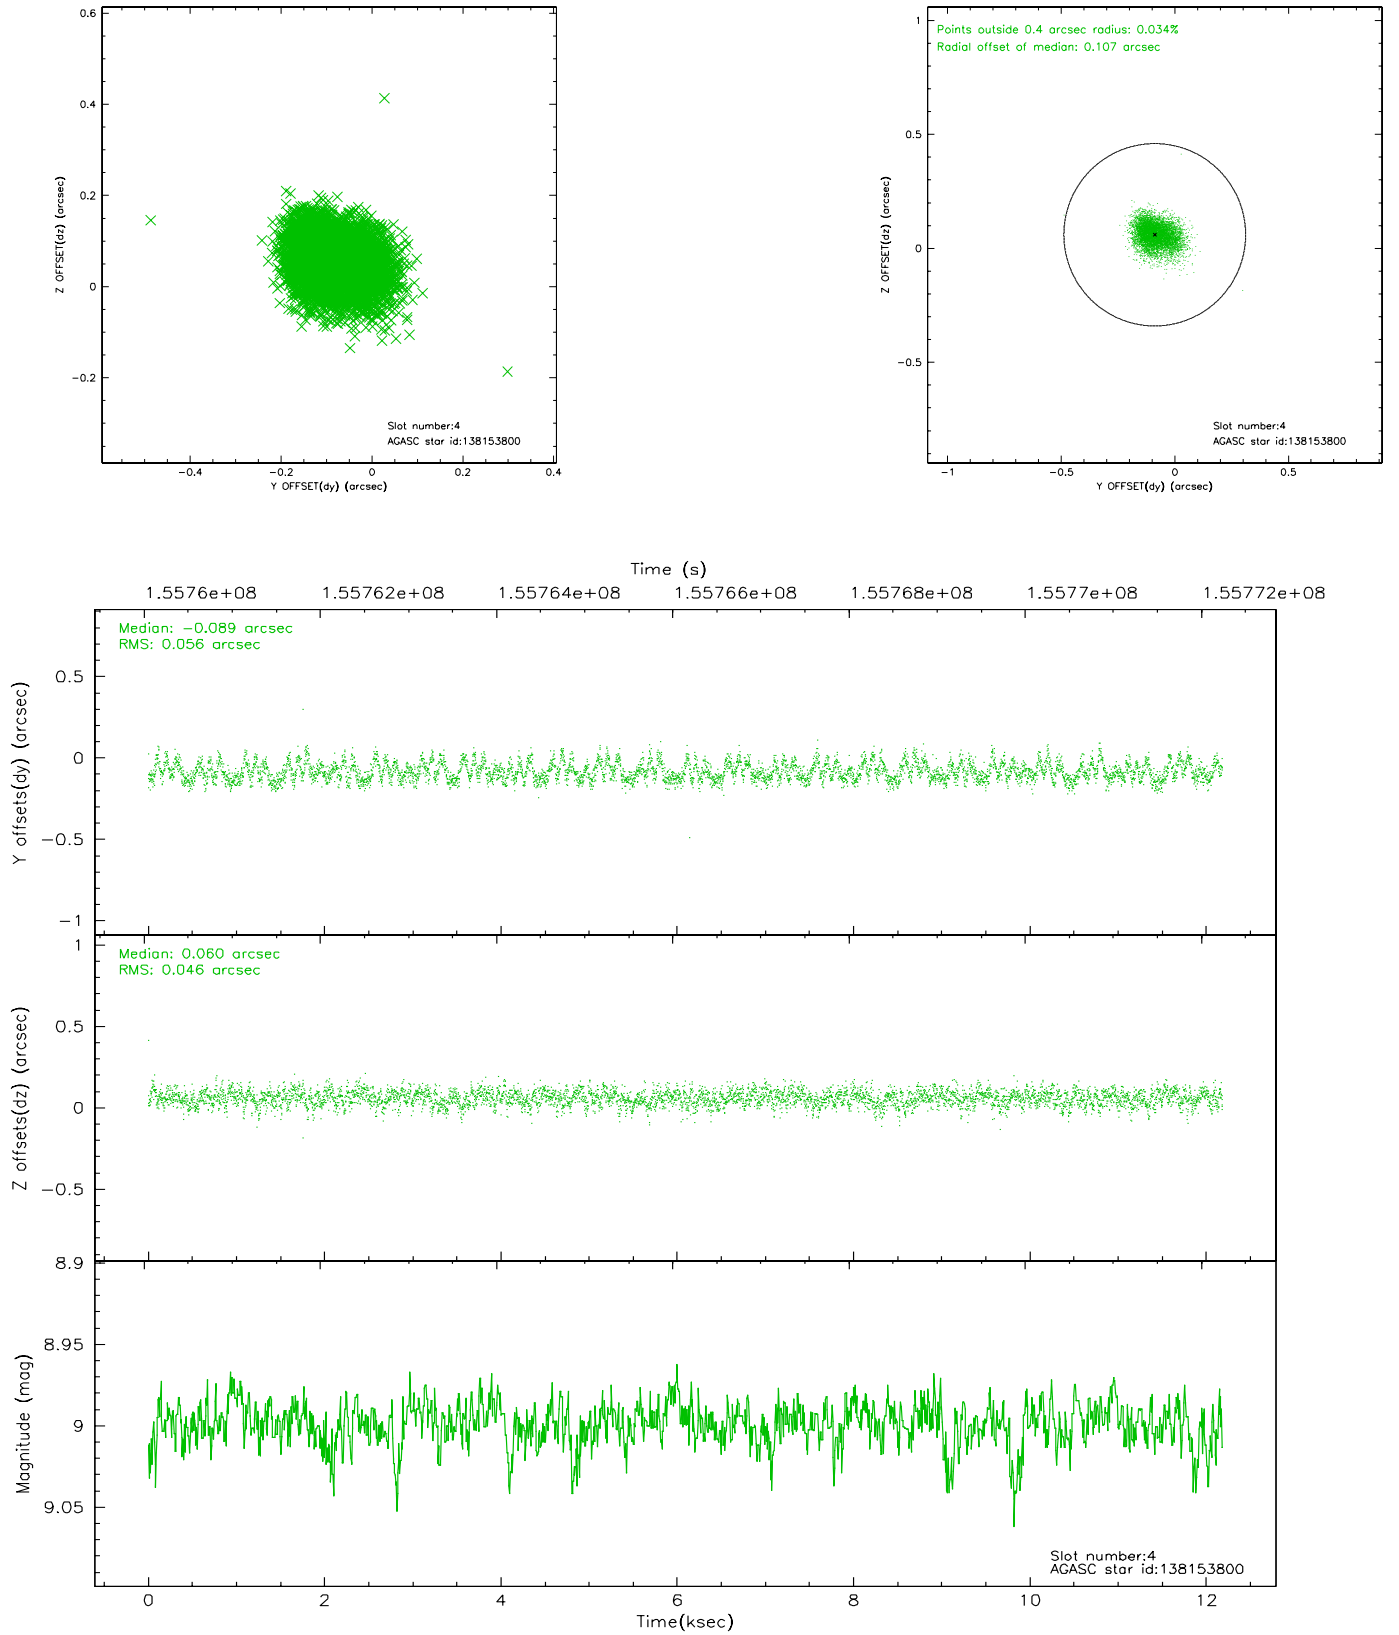 0.6
0.4
0.2
0
−0.2
Z OFFSET(dz) (arcsec)
Slot number:4
AGASC star id:138153800
−0.4 −0.2 0 0.2 0.4
Y OFFSET(dy) (arcsec)
Points outside 0.4 arcsec radius: 0.034%
Radial offset of median: 0.107 arcsec
1
0.5
0
−0.5
Z OFFSET(dz) (arcsec)
Slot number:4
AGASC star id:138153800
−1 −0.5 0 0.5
Y OFFSET(dy) (arcsec)
Time (s)
1.5576e+08 1.55762e+08 1.55764e+08 1.55766e+08 1.55768e+08 1.5577e+08 1.55772e+08
Median: −0.089 arcsec
RMS: 0.056 arcsec
0.5
0
−0.5
−1
Y offsets(dy) (arcsec)
Median: 0.060 arcsec
RMS: 0.046 arcsec
1
0.5
0
−0.5
Z offsets(dz) (arcsec)
8.9
8.95
9
9.05
Magnitude (mag)
Slot number:4
AGASC star id:138153800
0 2 4 6 8 10 12
Time(ksec)